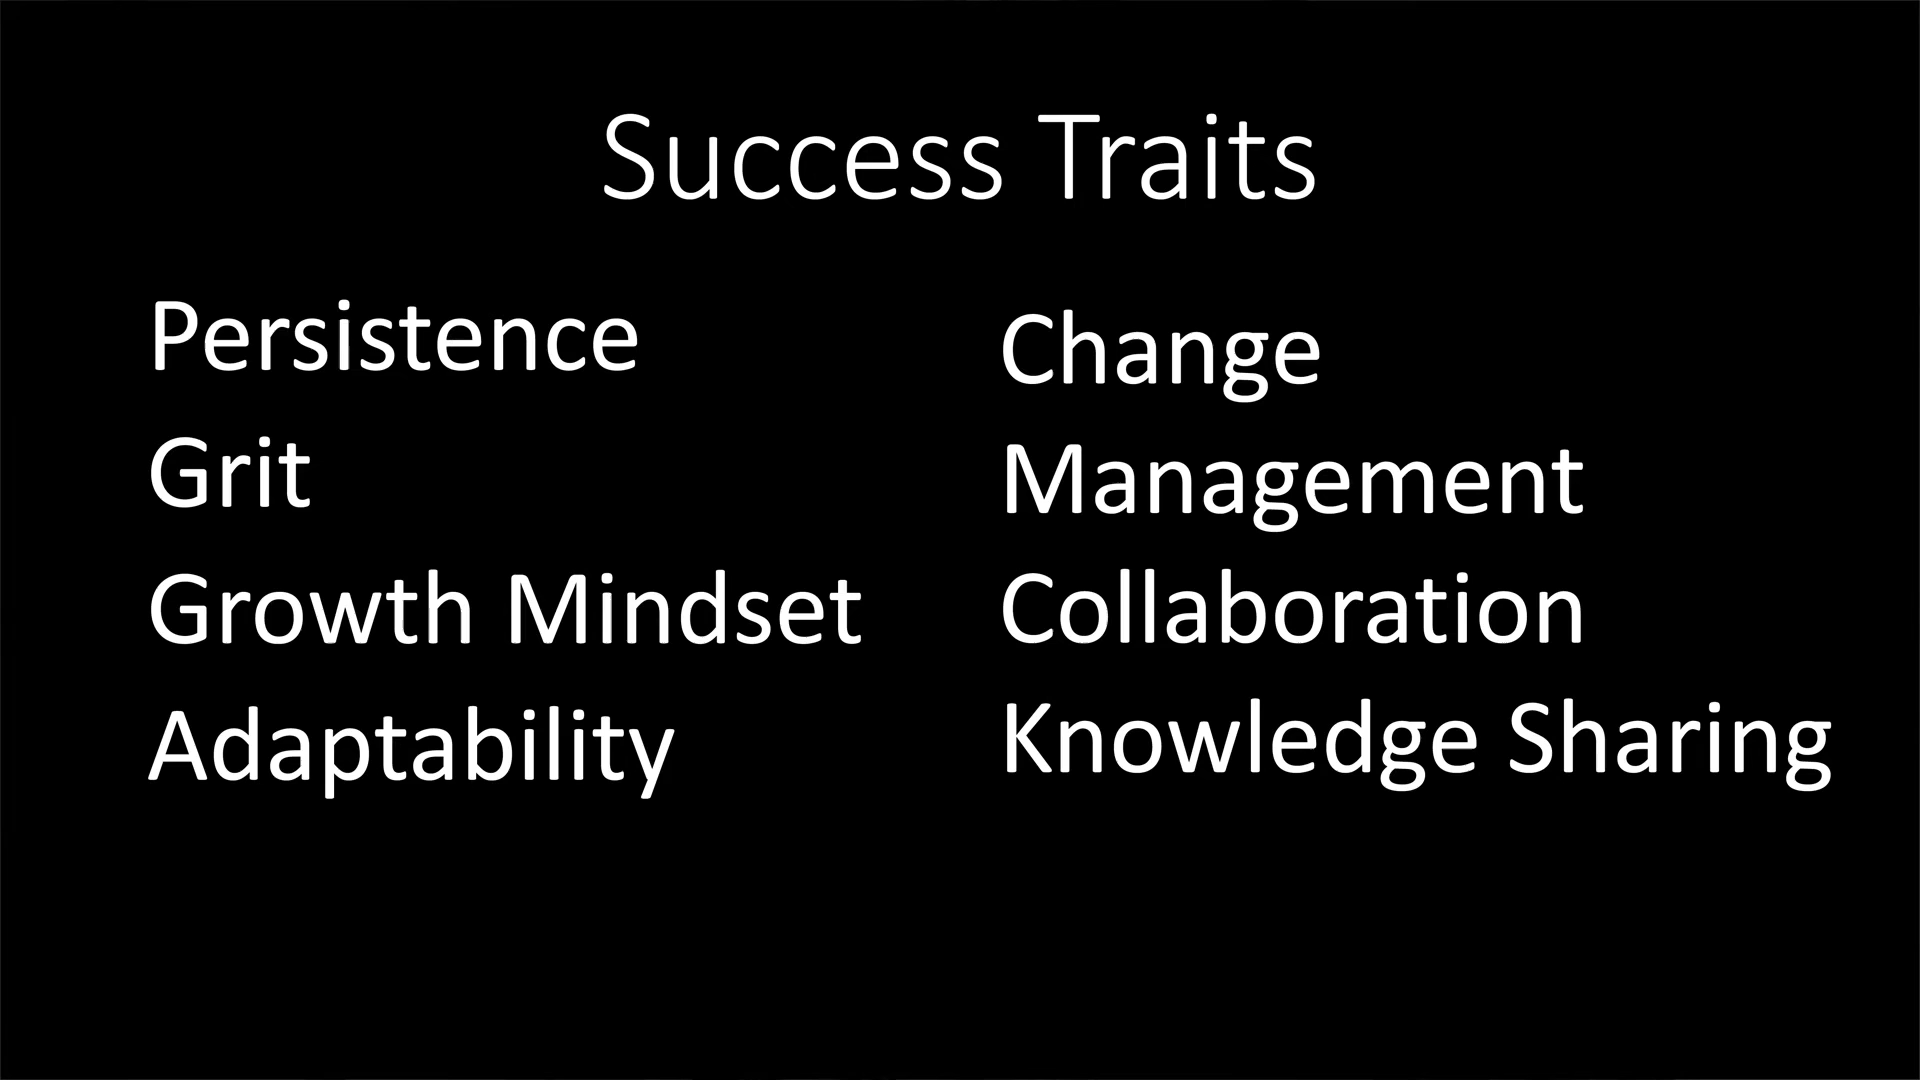 Success Traits
Persistence
Grit
Growth Mindset
Adaptability
Change
Management
Collaboration
Knowledge Sharing